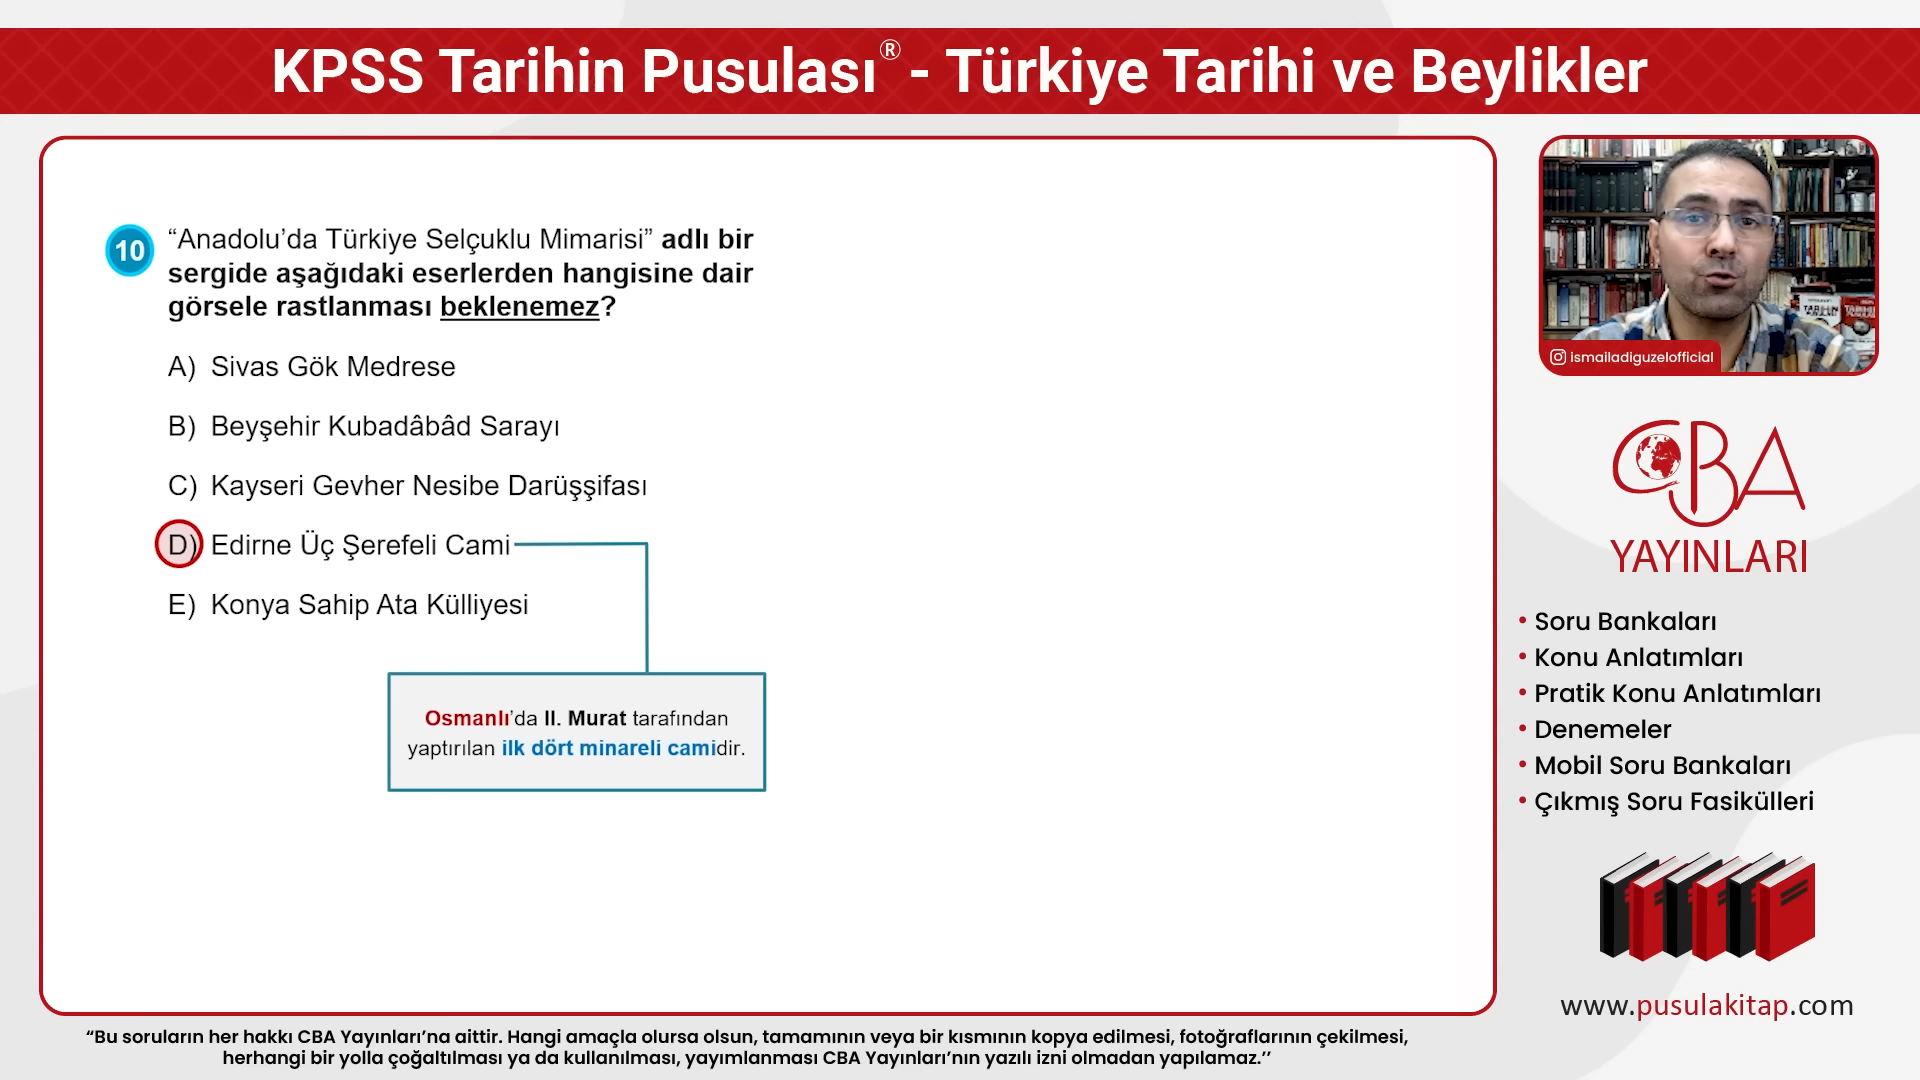 KPSS Tarihin Pusulası® - Türkiye Tarihi ve Beylikler
10
“Anadolu’da Türkiye Selçuklu Mimarisi” adlı bir
sergide aşağıdaki eserlerden hangisine dair
görsele rastlanması beklenemez?
A) Sivas Gök Medrese
B) Beyşehir Kubadâbâd Sarayı
C) Kayseri Gevher Nesibe Darüşşifası
D) Edirne Üç Şerefeli Cami
E) Konya Sahip Ata Külliyesi
Osmanlı’da II. Murat tarafından
yaptırılan ilk dört minareli camidir.
ismailadiguzelofficial
CBA
YAYINLARI
• Soru Bankaları
• Konu Anlatımları
• Pratik Konu Anlatımları
• Denemeler
• Mobil Soru Bankaları
• Çıkmış Soru Fasikülleri
www.pusulakitap.com
“Bu soruların her hakkı CBA Yayınları’na aittir. Hangi amaçla olursa olsun, tamamının veya bir kısmının kopya edilmesi, fotoğraflarının çekilmesi,
herhangi bir yolla çoğaltılması ya da kullanılması, yayımlanması CBA Yayınları’nın yazılı izni olmadan yapılamaz.’’